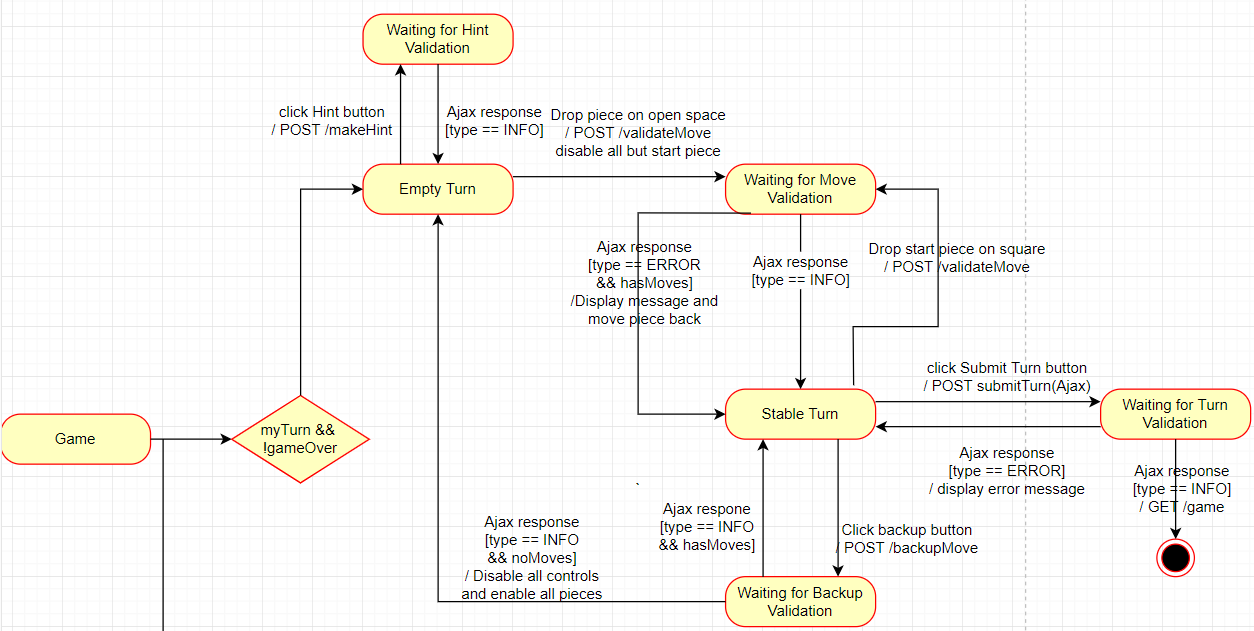 Waiting for Hint
Validation
click Hint button
/ POST /makeHint
Ajax response
[type == INFO]
Drop piece on open space
/ POST /validateMove
disable all but start piece
Empty Turn
Waiting for Move
Validation
Ajax response
[type == ERROR
&& hasMoves]
/Display message and
move piece back
Ajax response
[type == INFO]
Drop start piece on square
/ POST /validateMove
click Submit Turn button
/ POST submitTurn(Ajax)
Game
myTurn &&
!gameOver
Stable Turn
Waiting for Turn
Validation
Ajax response
[type == ERROR]
/ display error message
Ajax response
[type == INFO]
/ GET /game
Ajax response
[type == INFO
&& noMoves]
/ Disable all controls
and enable all pieces
Ajax respone
[type == INFO
&& hasMoves]
Click backup button
/ POST /backupMove
Waiting for Backup
Validation